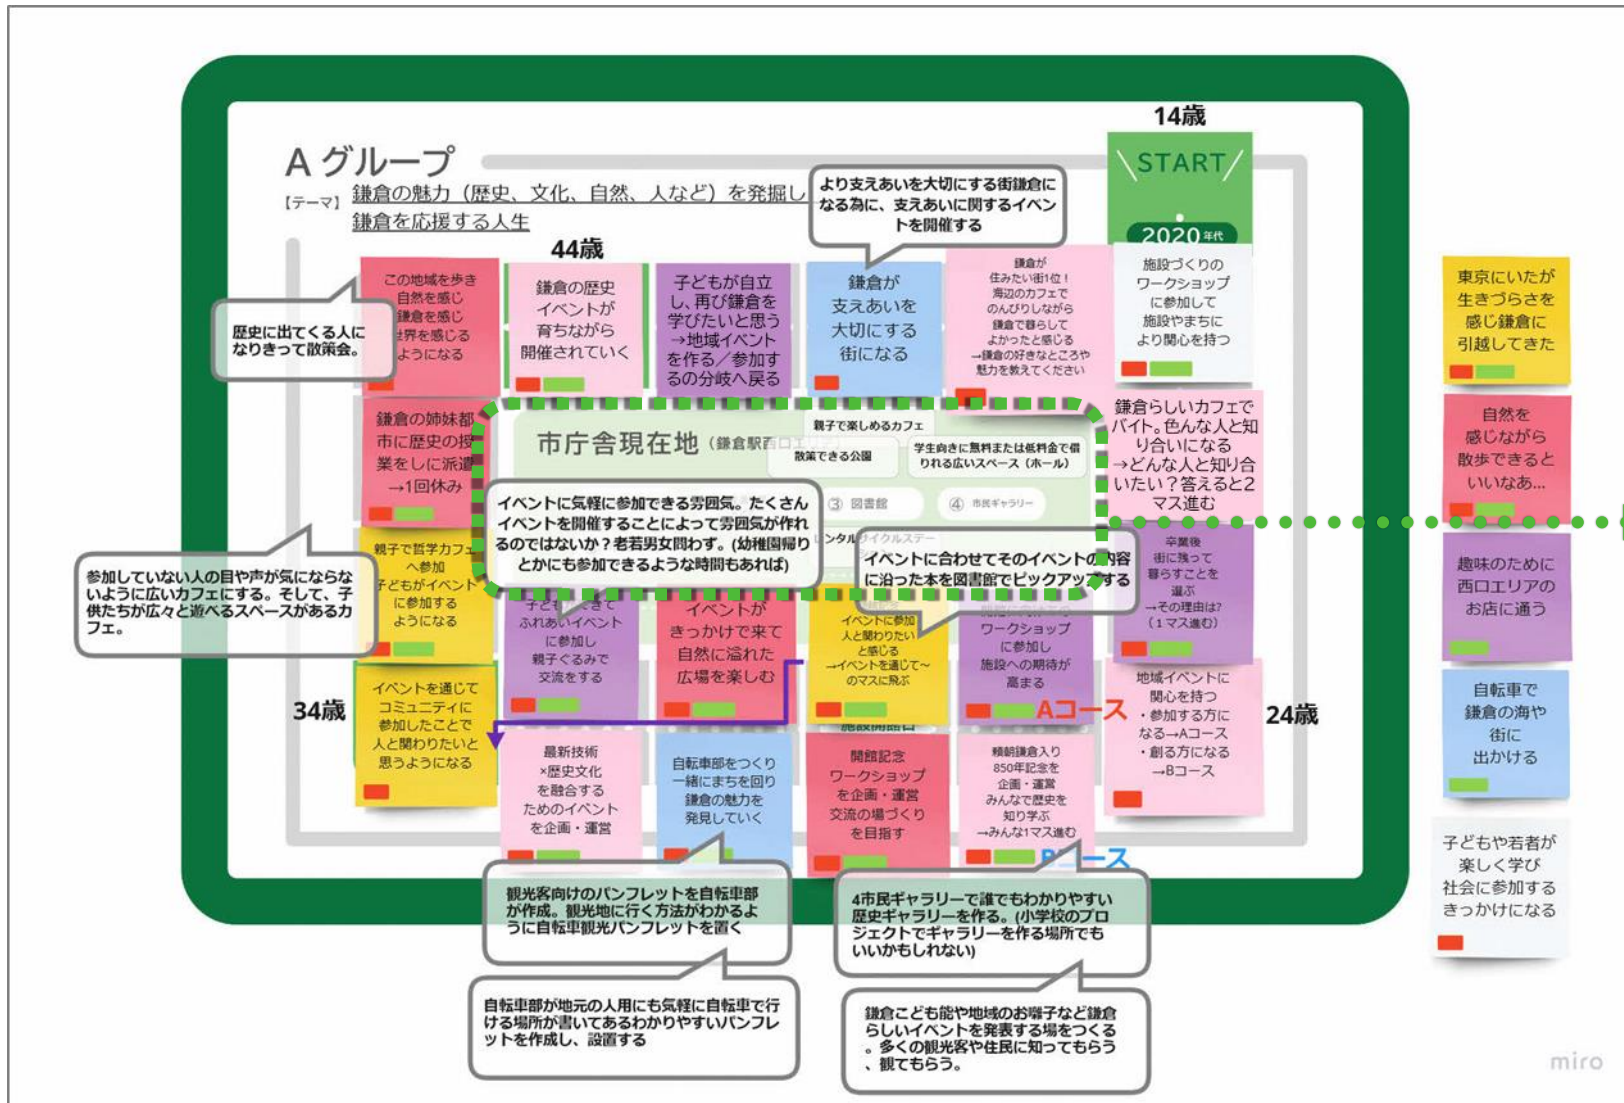 A グループ
【テーマ】
鎌倉の魅力（歴史、文化、自然、人など）を発掘し
鎌倉を応援する人生
14歳
START
2020年代
施設づくりの
ワークショップ
に参加して
施設やまちに
より関心を持つ
鎌倉らしいカフェで
バイト。色んな人と知
り合いになる
→どんな人と知り合
いたい？答えると2
マス進む
卒業後
街に残って
暮らすことを
選ぶ
→その理由は?
（1マス進む）
24歳
地域イベントに
関心を持つ
・参加する方に
なる→Aコース
・創る方になる
→Bコース
Aコース
ワークショップ
に参加し
施設への期待が
高まる
イベントに参加
人と関わりたい
と感じる
→イベントを通じて〜
のマスに飛ぶ
イベントが
きっかけで来て
自然に溢れた
広場を楽しむ
ふれあいイベント
に参加し
親子ぐるみで
交流をする
Bコース
頼朝鎌倉入り
850年記念を
企画・運営
みんなで歴史を
知り学ぶ
→みんな1マス進む
開館記念
ワークショップ
を企画・運営
交流の場づくり
を目指す
自転車部をつくり
一緒にまちを回り
鎌倉の魅力を
発見していく
最新技術
×歴史文化
を融合する
ためのイベント
を企画・運営
34歳
イベントを通じて
コミュニティに
参加したことで
人と関わりたいと
思うようになる
親子で哲学カフェ
へ参加
子どもがイベント
に参加する
ようになる
鎌倉の姉妹都
市に歴史の授
業をしに派遣
→1回休み
この地域を歩き
自然を感じ
鎌倉を感じ
世界を感じる
ようになる
44歳
鎌倉の歴史
イベントが
育ちながら
開催されていく
子どもが自立
し、再び鎌倉を
学びたいと思う
→地域イベント
を作る／参加す
るの分岐へ戻る
鎌倉が
支えあいを
大切にする
街になる
鎌倉が
住みたい街1位！
海辺のカフェで
のんびりしながら
鎌倉で暮らして
よかったと感じる
→鎌倉の好きなところや
魅力を教えてください
より支えあいを大切にする街鎌倉に
なる為に、支えあいに関するイベン
トを開催する
歴史に出てくる人に
なりきって散策会。
参加していない人の目や声が気にならな
いように広いカフェにする。そして、子
供たちが広々と遊べるスペースがあるカ
フェ。
市庁舎現在地（鎌倉駅西口
親子で楽しめるカフェ
散策できる公園
学生向きに無料または低料金で借
りれる広いスペース（ホール）
③ 図書館
④ 市民ギャラリー
イベントに気軽に参加できる雰囲気。たくさん
イベントを開催することによって雰囲気が作れ
るのではないか？老若男女問わず。(幼稚園帰り
とかにも参加できるような時間もあれば)
イベントに合わせてそのイベントの内容
に沿った本を図書館でピックアップする
観光客向けのパンフレットを自転車部
が作成。観光地に行く方法がわかるよ
うに自転車観光パンフレットを置く
自転車部が地元の人用にも気軽に自転車で行
ける場所が書いてあるわかりやすいパンフレ
ットを作成し、設置する
4市民ギャラリーで誰でもわかりやすい
歴史ギャラリーを作る。(小学校のプロ
ジェクトでギャラリーを作る場所でも
いいかもしれない)
鎌倉こども能や地域のお囃子など鎌倉
らしいイベントを発表する場をつくる
。多くの観光客や住民に知ってもらう
、観てもらう。
東京にいたが
生きづらさを
感じ鎌倉に
引越してきた
自然を
感じながら
散歩できると
いいなあ...
趣味のために
西口エリアの
お店に通う
自転車で
鎌倉の海や
街に
出かける
子どもや若者が
楽しく学び
社会に参加する
きっかけになる
miro